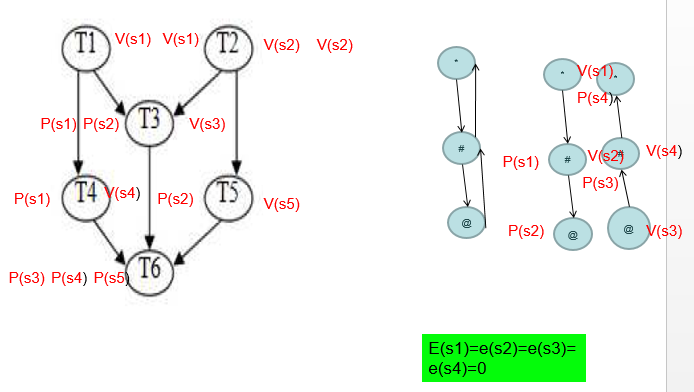 T1 V(s1) V(s1) T2 V(s2) V(s2)
P(s1) P(s2) T3 V(s3)
P(s1) T4 V(s4) P(s2) T5 V(s5)
P(s3) P(s4) P(s5) T6
* * V(s1) *
P(s4)
# P(s1) # V(s2) # V(s4)
P(s3)
@ P(s2) @ @ V(s3)
E(s1)=e(s2)=e(s3)=
e(s4)=0